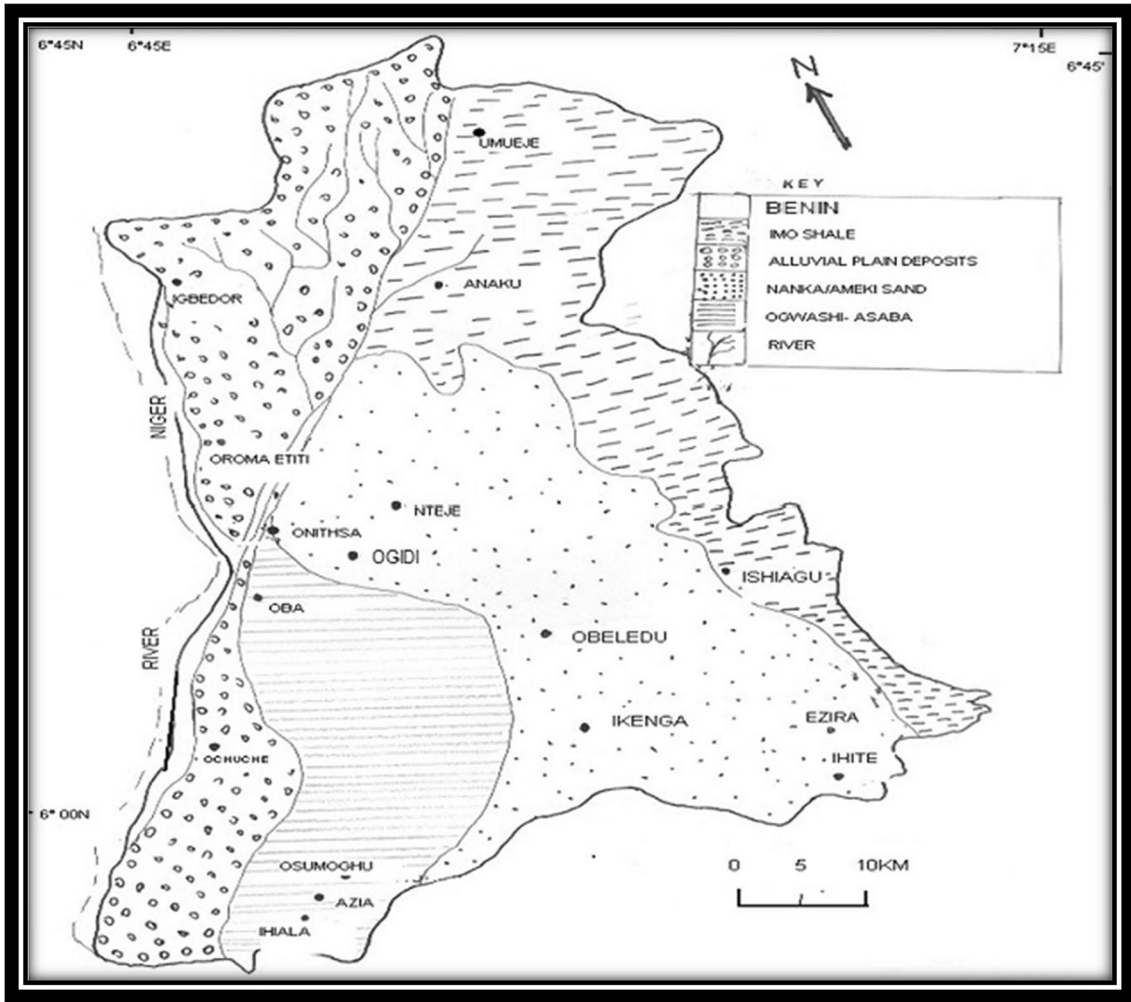 6°45N
6°45E
7°15E
6°45'
N
UMUEJE
KEY
BENIN
IMO SHALE
ALLUVIAL PLAIN DEPOSITS
NANKA/AMEKI SAND
OGWASHI- ASABA
RIVER
IGBEDOR
ANAKU
NIGER
OROMA ETITI
NTEJE
ONITHSA
OGIDI
ISHIAGU
OBA
OBELEDU
RIVER
IKENGA
EZIRA
OCHUCHE
IHITE
6° 00N
OSUMOGHU
AZIA
IHIALA
0 5 10KM